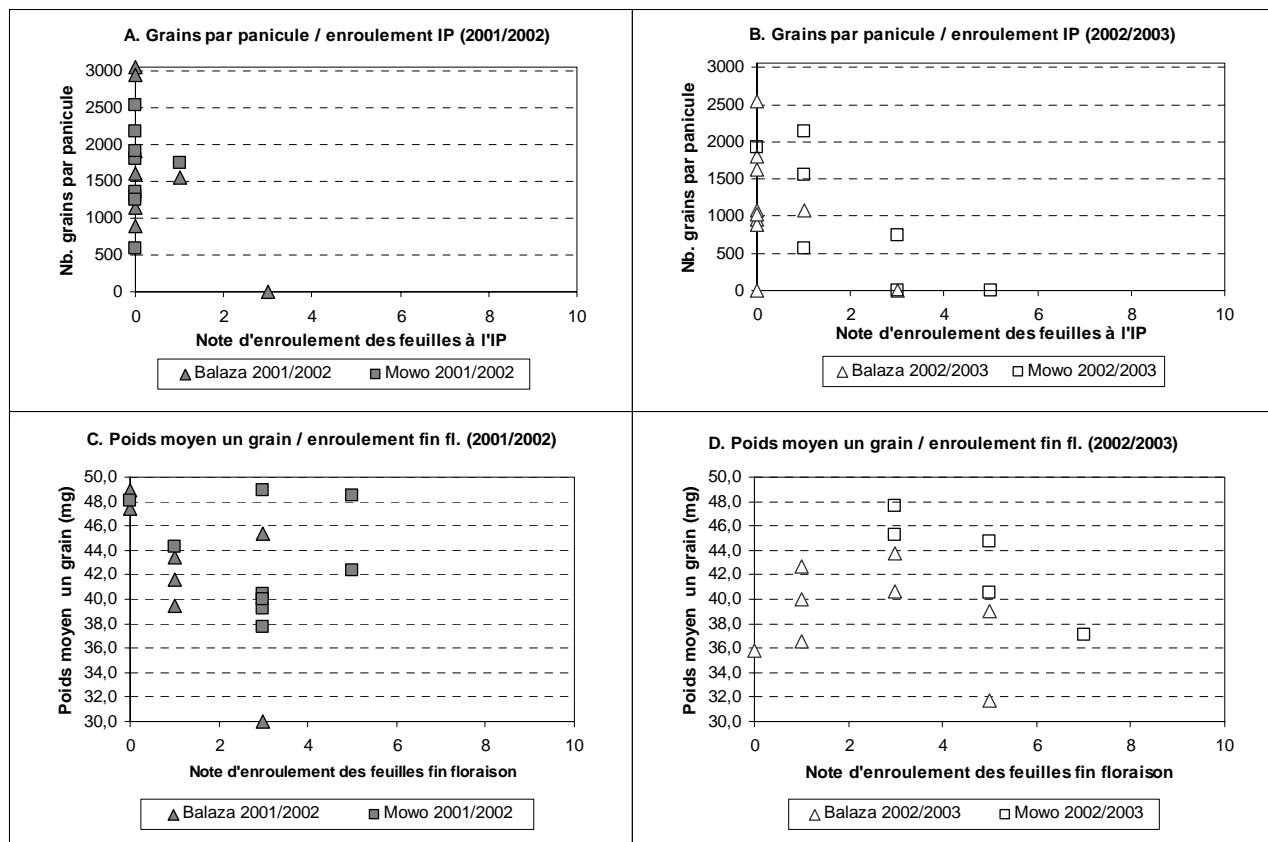 A. Grains par panicule / enroulement IP (2001/2002)
Nb. grains par panicule
3000
2500
2000
1500
1000
500
0
0 2 4 6 8 10
Note d'enroulement des feuilles à l'IP
Balaza 2001/2002 Mowo 2001/2002
B. Grains par panicule / enroulement IP (2002/2003)
Nb. grains par panicule
3000
2500
2000
1500
1000
500
0
0 2 4 6 8 10
Note d'enroulement des feuilles à l'IP
Balaza 2002/2003 Mowo 2002/2003
C. Poids moyen un grain / enroulement fin fl. (2001/2002)
Poids moyen un grain (mg)
50,0
48,0
46,0
44,0
42,0
40,0
38,0
36,0
34,0
32,0
30,0
0 2 4 6 8 10
Note d'enroulement des feuilles fin floraison
Balaza 2001/2002 Mowo 2001/2002
D. Poids moyen un grain / enroulement fin fl. (2002/2003)
Poids moyen un grain (mg)
50,0
48,0
46,0
44,0
42,0
40,0
38,0
36,0
34,0
32,0
30,0
0 2 4 6 8 10
Note d'enroulement des feuilles fin floraison
Balaza 2002/2003 Mowo 2002/2003